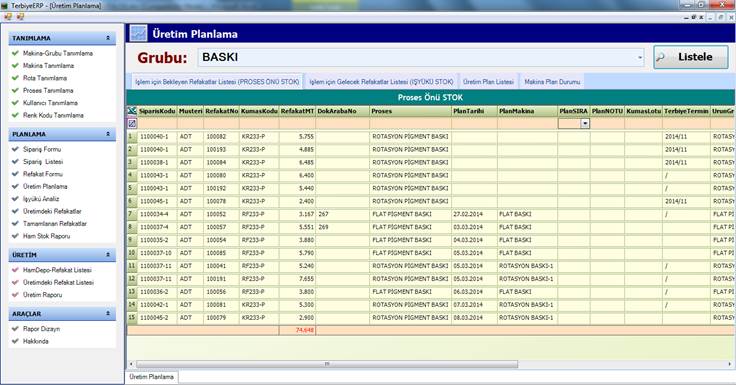 TerbiyeERP - [Üretim Planlama]
TANIMLAMA
Makina-Grubu Tanımlama
Makina Tanımlama
Rota Tanımlama
Proses Tanımlama
Kullanıcı Tanımlama
Renk Kodu Tanımlama
PLANLAMA
Sipariş Formu
Sipariş Listesi
Refakat Formu
Üretim Planlama
İşyükü Analiz
Üretimdeki Refakatlar
Tamamlanan Refakatlar
Ham Stok Raporu
ÜRETİM
HamDepo-Refakat Listesi
Üretimdeki Refakat Listesi
Üretim Raporu
ARAÇLAR
Rapor Dizayn
Hakkında
Üretim Planlama
Grubu: BASKI Listele
İşlem için Bekleyen Refakatlar Listesi (PROSES ÖNÜ STOK) İşlem için Gelecek Refakatlar Listesi (İŞYÜKÜ STOK) Üretim Plan Listesi Makina Plan Durumu
Proses Önü STOK
SiparisKodu Musteri RefakatNo KumasKodu RefakatMT DokArabaNo Proses PlanTarihi PlanMakina PlanSIRA PlanNOTU KumasLotu TerbiyeTermin UrunGr
1 1100040-1 ADT 100082 KR233-P 5.755 ROTASYON PİGMENT BASKI 2014/11 ROTASY
2 1100040-1 ADT 100193 KR233-P 4.885 ROTASYON PİGMENT BASKI 2014/11 ROTASY
3 1100038-1 ADT 100084 KR233-P 6.485 ROTASYON PİGMENT BASKI 2014/11 ROTASY
4 1100043-1 ADT 100080 KR233-P 6.400 ROTASYON PİGMENT BASKI / ROTASY
5 1100043-1 ADT 100192 KR233-P 5.440 ROTASYON PİGMENT BASKI / ROTASY
6 1100045-1 ADT 100078 KR233-P 2.400 ROTASYON PİGMENT BASKI 2014/11 ROTASY
7 1100034-4 ADT 100052 RF233-P 3.167 267 FLAT PİGMENT BASKI 27.02.2014 FLAT BASKI / FLAT Pİ
8 1100037-4 ADT 100057 RF233-P 5.551 269 FLAT PİGMENT BASKI 03.03.2014 FLAT BASKI FLAT Pİ
9 1100035-2 ADT 100054 RF233-P 3.880 FLAT PİGMENT BASKI 04.03.2014 FLAT BASKI FLAT Pİ
10 1100037-10 ADT 100085 RF233-P 5.790 FLAT PİGMENT BASKI 05.03.2014 FLAT BASKI FLAT Pİ
11 1100037-11 ADT 100041 KR233-P 5.240 ROTASYON PİGMENT BASKI 05.03.2014 ROTASYON BASKI-1 / ROTASY
12 1100037-11 ADT 100191 KR233-P 7.655 ROTASYON PİGMENT BASKI 05.03.2014 ROTASYON BASKI-1 / ROTASY
13 1100036-2 ADT 100056 RF233-P 3.800 FLAT PİGMENT BASKI 06.03.2014 FLAT BASKI / FLAT Pİ
14 1100042-1 ADT 100081 KR233-P 5.300 ROTASYON PİGMENT BASKI 07.03.2014 ROTASYON BASKI-1 / ROTASY
15 1100045-2 ADT 100079 KR233-P 2.900 ROTASYON PİGMENT BASKI 08.03.2014 ROTASYON BASKI-1 ROTASY
74.648
Üretim Planlama